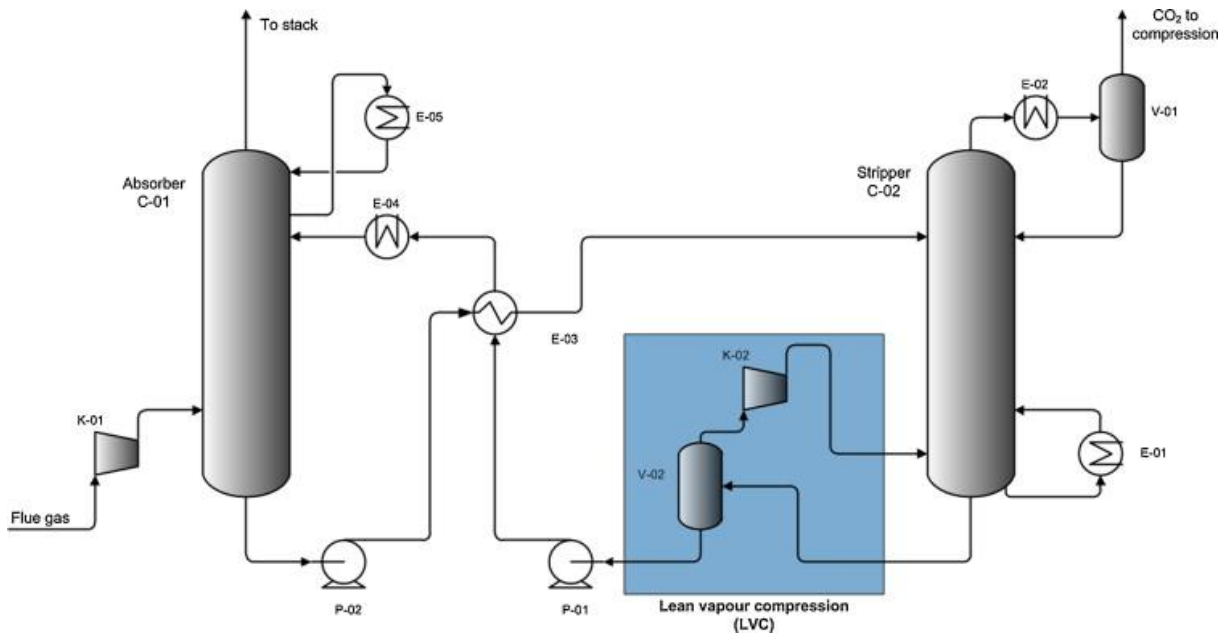 To stack
CO₂ to
compression
E-02
V-01
E-05
Absorber
C-01
Stripper
C-02
E-04
E-03
K-02
K-01
V-02
E-01
Flue gas
P-02
P-01
Lean vapour compression
(LVC)